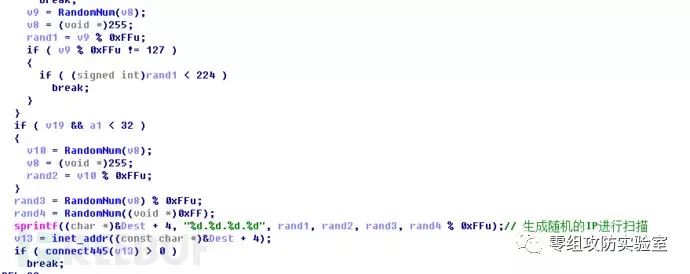 break;
v9 = RandomNum(v8);
v8 = (void *)255;
rand1 = v9 % 0xFFu;
if ( v9 % 0xFFu != 127 )
{
if ( (signed int)rand1 < 224 )
break;
}
}
if ( v19 && a1 < 32 )
{
v10 = RandomNum(v8);
v8 = (void *)255;
rand2 = v10 % 0xFFu;
}
rand3 = RandomNum(v8) % 0xFFu;
rand4 = RandomNum((void *)0xFF);
sprintf((char *)&Dest + 4, "%d.%d.%d.%d", rand1, rand2, rand3, rand4 % 0xFFu);// 生成随机的IP进行扫描
v13 = inet_addr((const char *)&Dest + 4);
if ( connect445(v13) > 0 )
break;
零组攻防实验室